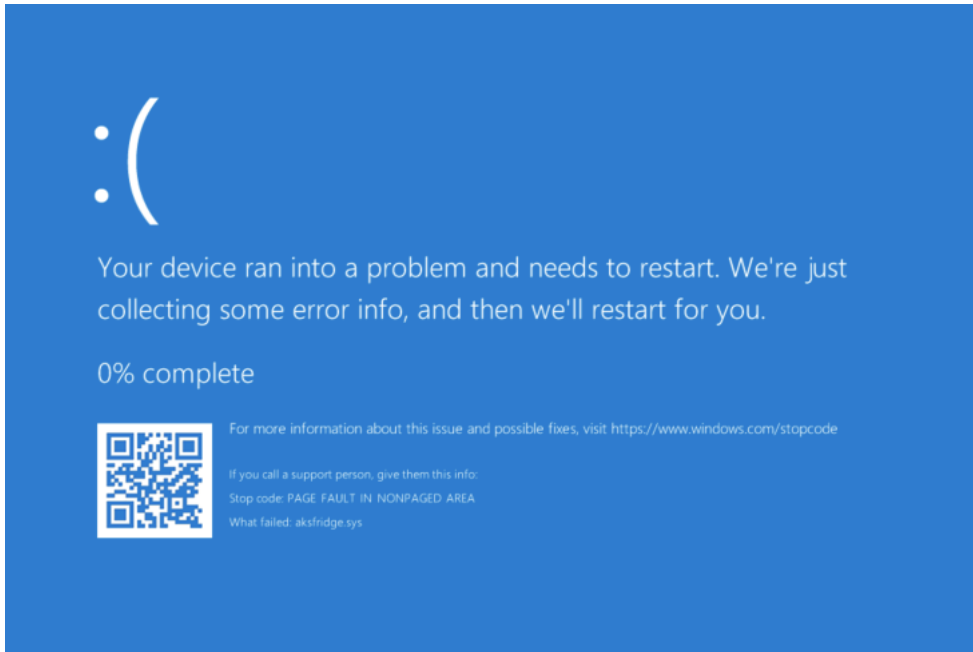 :(
Your device ran into a problem and needs to restart. We're just
collecting some error info, and then we'll restart for you.
0% complete
For more information about this issue and possible fixes, visit https://www.windows.com/stopcode
If you call a support person, give them this info:
Stop code: PAGE FAULT IN NONPAGED AREA
What failed: aksfridge.sys